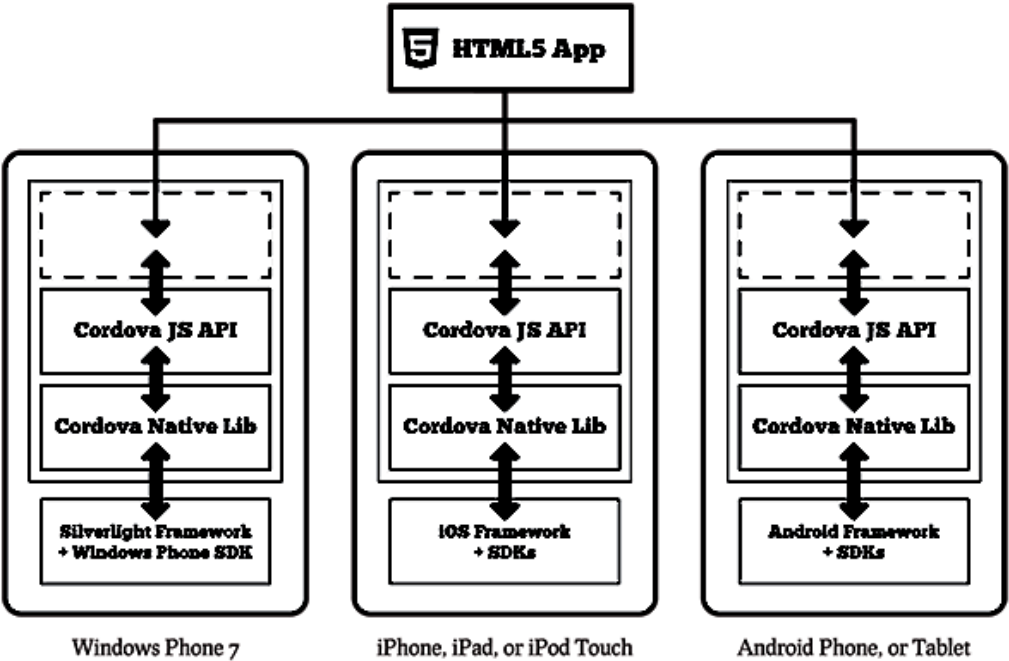 HTML5 App
Cordova JS API
Cordova Native Lib
Silverlight Framework
+ Windows Phone SDK
Windows Phone 7
Cordova JS API
Cordova Native Lib
iOS Framework
+ SDKs
iPhone, iPad, or iPod Touch
Cordova JS API
Cordova Native Lib
Android Framework
+ SDKs
Android Phone, or Tablet